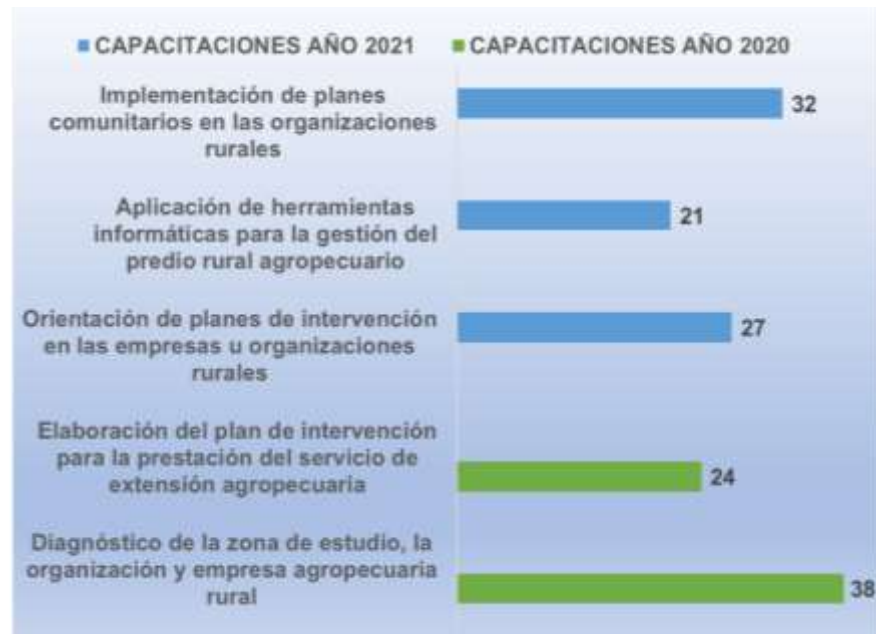 CAPACITACIONES AÑO 2021 CAPACITACIONES AÑO 2020
Implementación de planes
comunitarios en las organizaciones
rurales
32
Aplicación de herramientas
informáticas para la gestión del
predio rural agropecuario
21
Orientación de planes de intervención
en las empresas u organizaciones
rurales
27
Elaboración del plan de intervención
para la prestación del servicio de
extensión agropecuaria
24
Diagnóstico de la zona de estudio, la
organización y empresa agropecuaria
rural
38